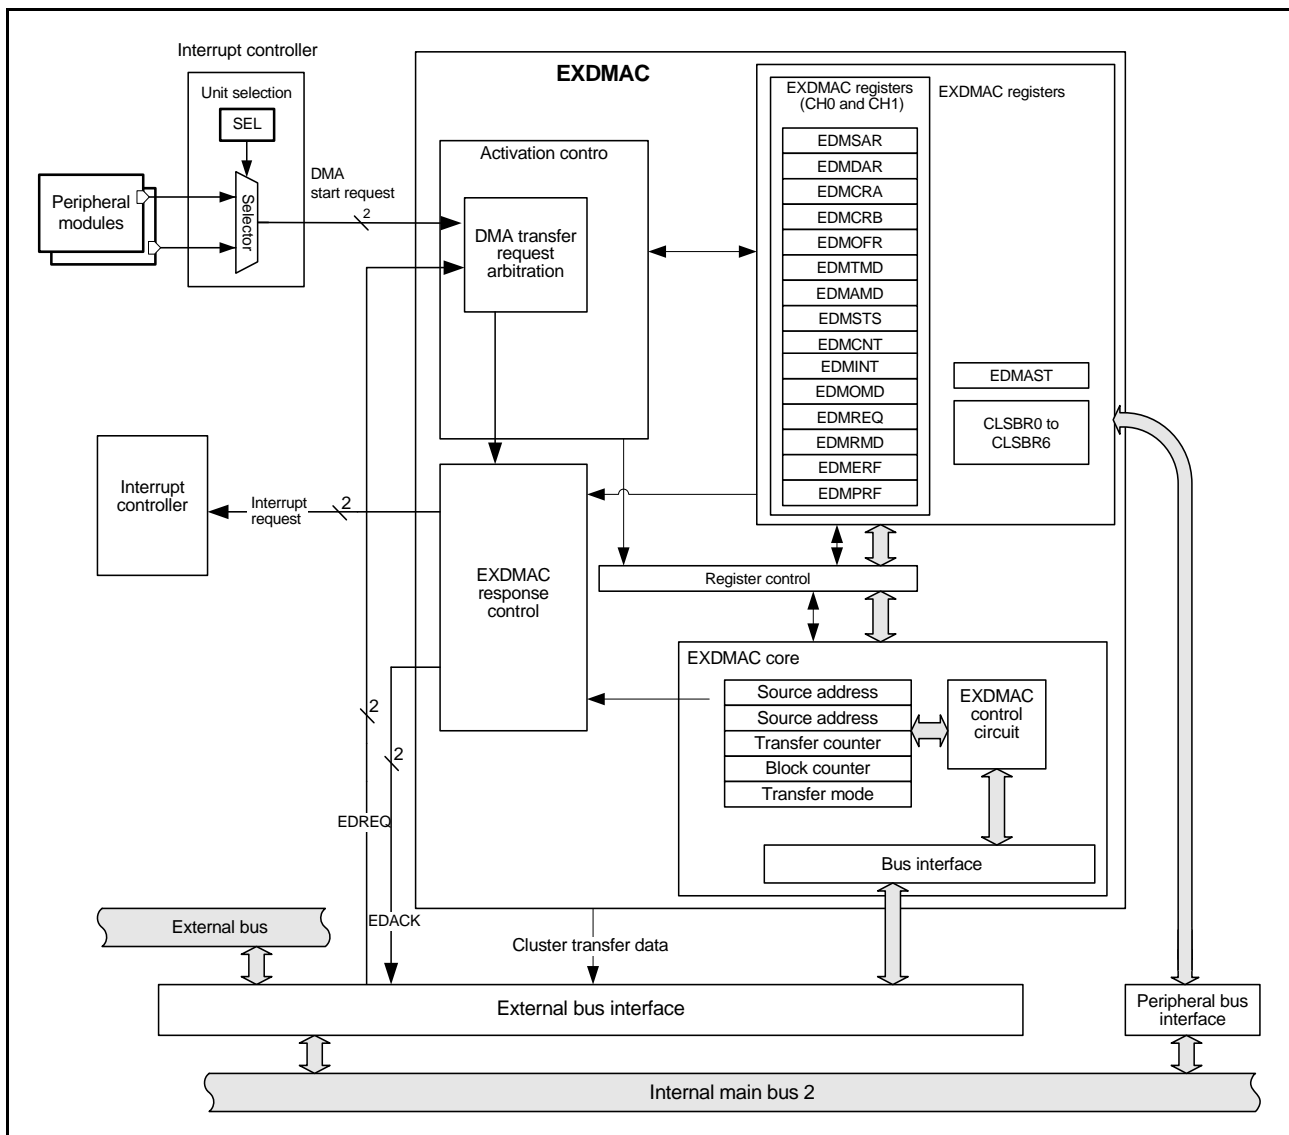 Interrupt controller
Unit selection
SEL
Selector
Peripheral
modules
DMA
start request
2
EXDMAC
Activation contro
DMA transfer
request
arbitration
EXDMAC registers
(CH0 and CH1)
EXDMAC registers
EDMSAR
EDMDAR
EDMCRA
EDMCRB
EDMOFR
EDMTMD
EDMAMD
EDMSTS
EDMCNT
EDMINT
EDMOMD
EDMREQ
EDMRMD
EDMERF
EDMPRF
EDMAST
CLSBR0 to
CLSBR6
Interrupt
controller
Interrupt
request
2
EXDMAC
response
control
Register control
EXDMAC core
Source address
Source address
Transfer counter
Block counter
Transfer mode
EXDMAC
control
circuit
Bus interface
2
2
EDREQ
EDACK
External bus
Cluster transfer data
External bus interface
Peripheral bus
interface
Internal main bus 2